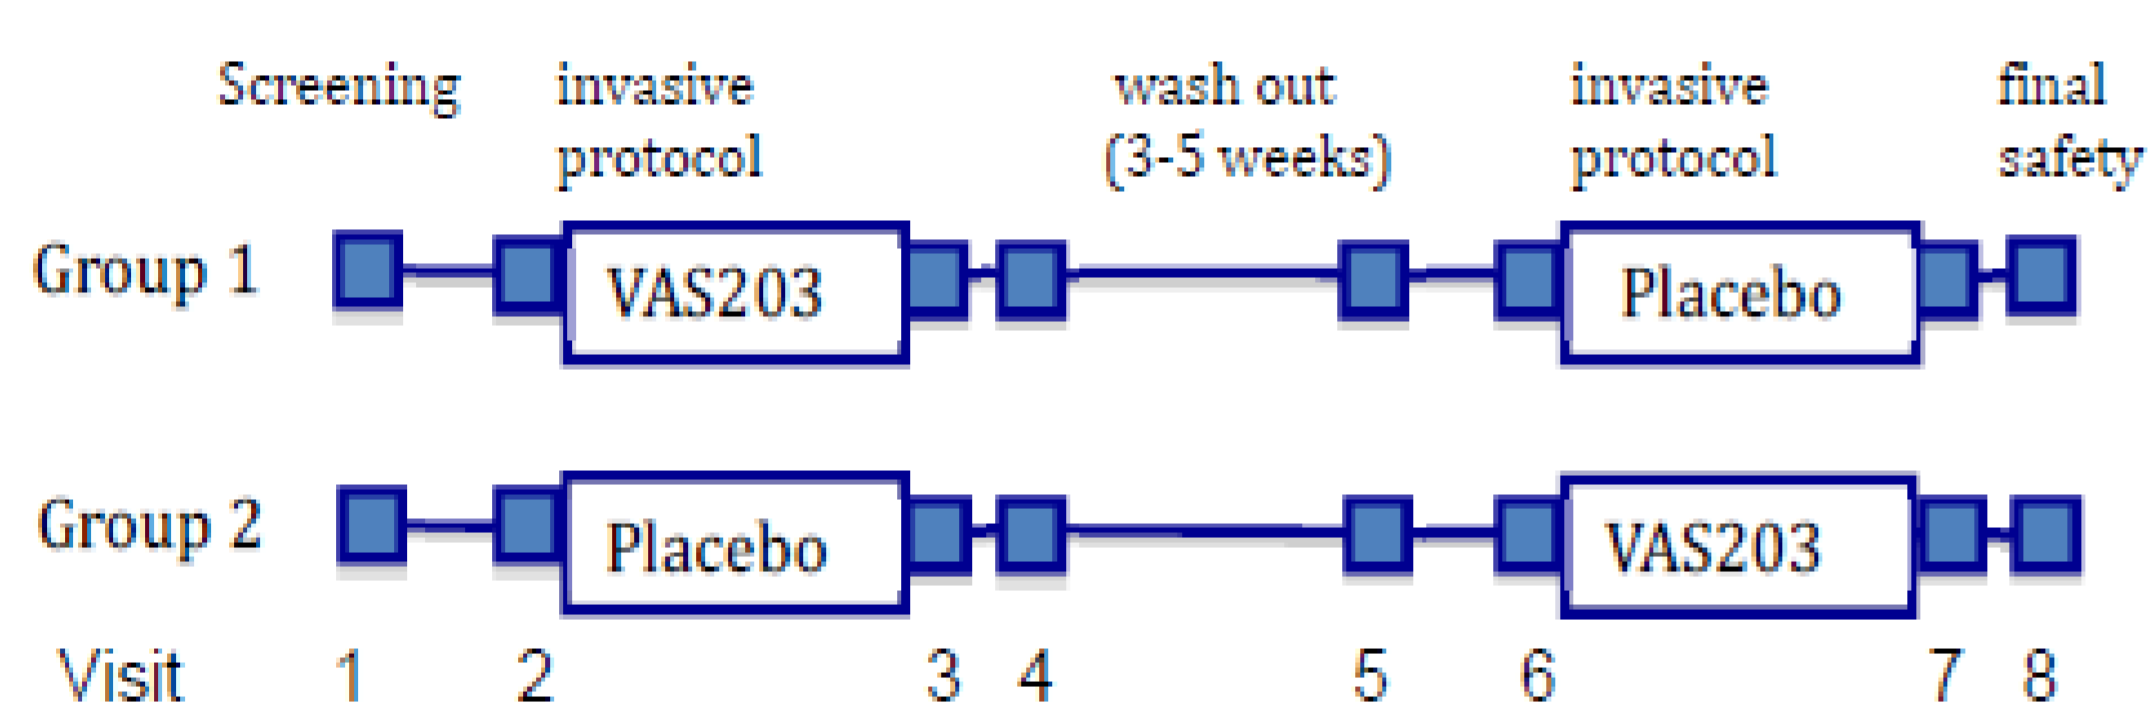 Screening invasive wash out invasive final
protocol (3-5 weeks) protocol safety
Group 1 VAS203 Placebo
Group 2 Placebo VAS203
Visit 1 2 3 4 5 6 7 8